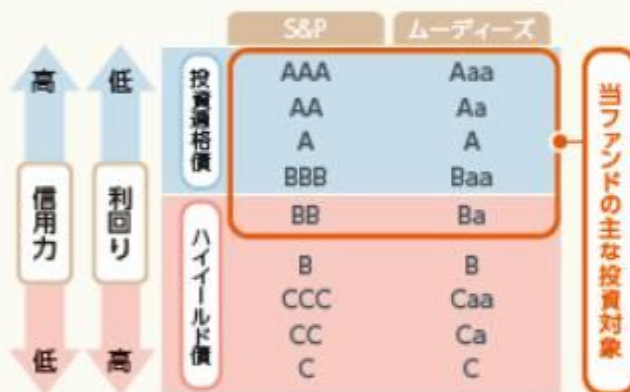 S&P ムーディーズ
高 低
信用力
利回り
低 高
投資適格債
AAA Aaa
AA Aa
A A
BBB Baa
ハイイールド債
BB Ba
B B
CCC Caa
CC Ca
C C
当ファンドの主な投資対象